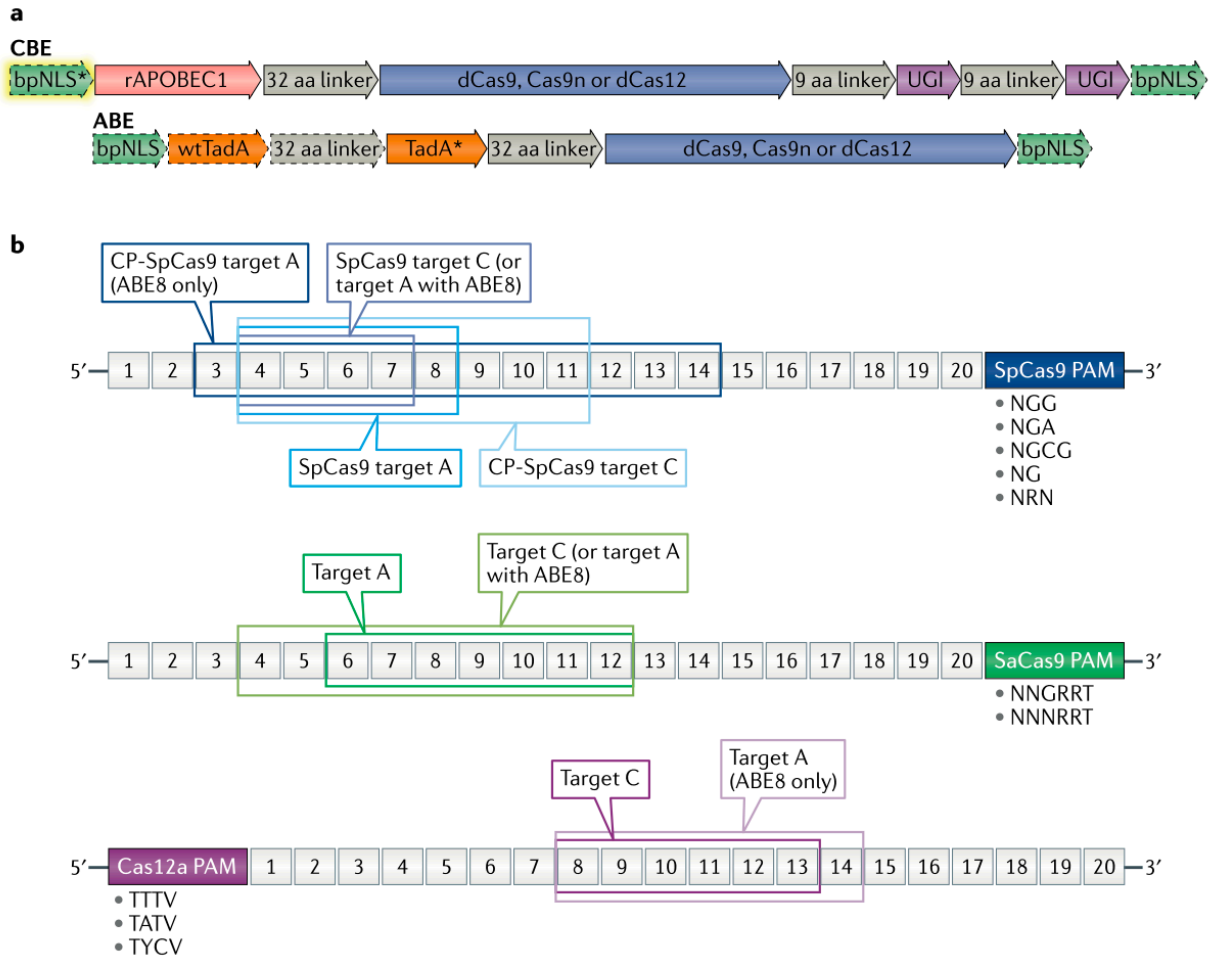 a
CBE
bpNLS* rAPOBEC1 32 aa linker dCas9, Cas9n or dCas12 9 aa linker UGI 9 aa linker UGI bpNLS
ABE
bpNLS wtTadA 32 aa linker TadA* 32 aa linker dCas9, Cas9n or dCas12 bpNLS
b
CP-SpCas9 target A
(ABE8 only)
SpCas9 target C (or
target A with ABE8)
5′ 1 2 3 4 5 6 7 8 9 10 11 12 13 14 15 16 17 18 19 20 SpCas9 PAM 3′
SpCas9 target A
CP-SpCas9 target C
• NGG
• NGA
• NGCG
• NG
• NRN
Target A
Target C (or target A
with ABE8)
5′ 1 2 3 4 5 6 7 8 9 10 11 12 13 14 15 16 17 18 19 20 SaCas9 PAM 3′
• NNGRRT
• NNNRRT
Target C
Target A
(ABE8 only)
5′ Cas12a PAM 1 2 3 4 5 6 7 8 9 10 11 12 13 14 15 16 17 18 19 20 3′
• TTTV
• TATV
• TYCV